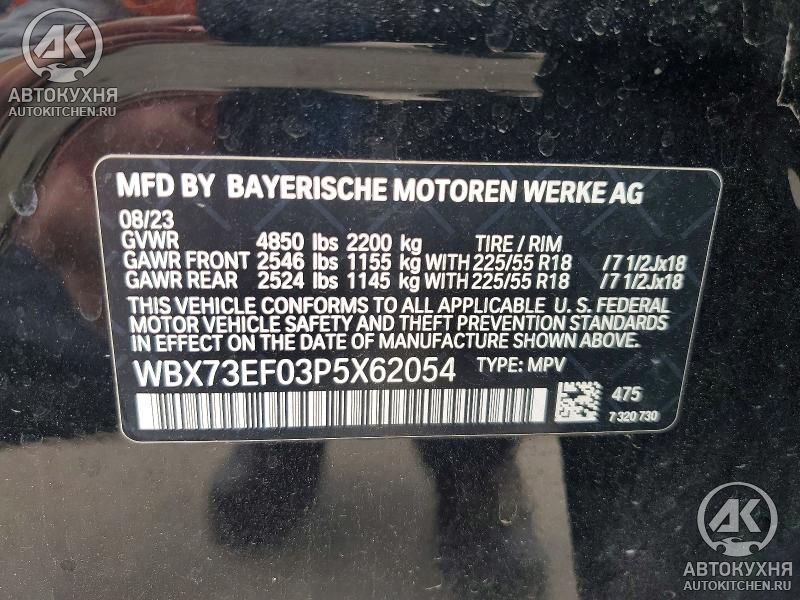 АК
АВТОКУХНЯ
AUTOKITCHEN.RU
MFD BY BAYERISCHE MOTOREN WERKE AG
08/23
GVWR 4850 lbs 2200 kg TIRE / RIM
GAWR FRONT 2546 lbs 1155 kg WITH 225/55 R18 /7 1/2Jx18
GAWR REAR 2524 lbs 1145 kg WITH 225/55 R18 /7 1/2Jx18
THIS VEHICLE CONFORMS TO ALL APPLICABLE U. S. FEDERAL
MOTOR VEHICLE SAFETY AND THEFT PREVENTION STANDARDS
IN EFFECT ON THE DATE OF MANUFACTURE SHOWN ABOVE.
WBX73EF03P5X62054 TYPE: MPV
475
7 320 730
АК
АВТОКУХНЯ
AUTOKITCHEN.RU